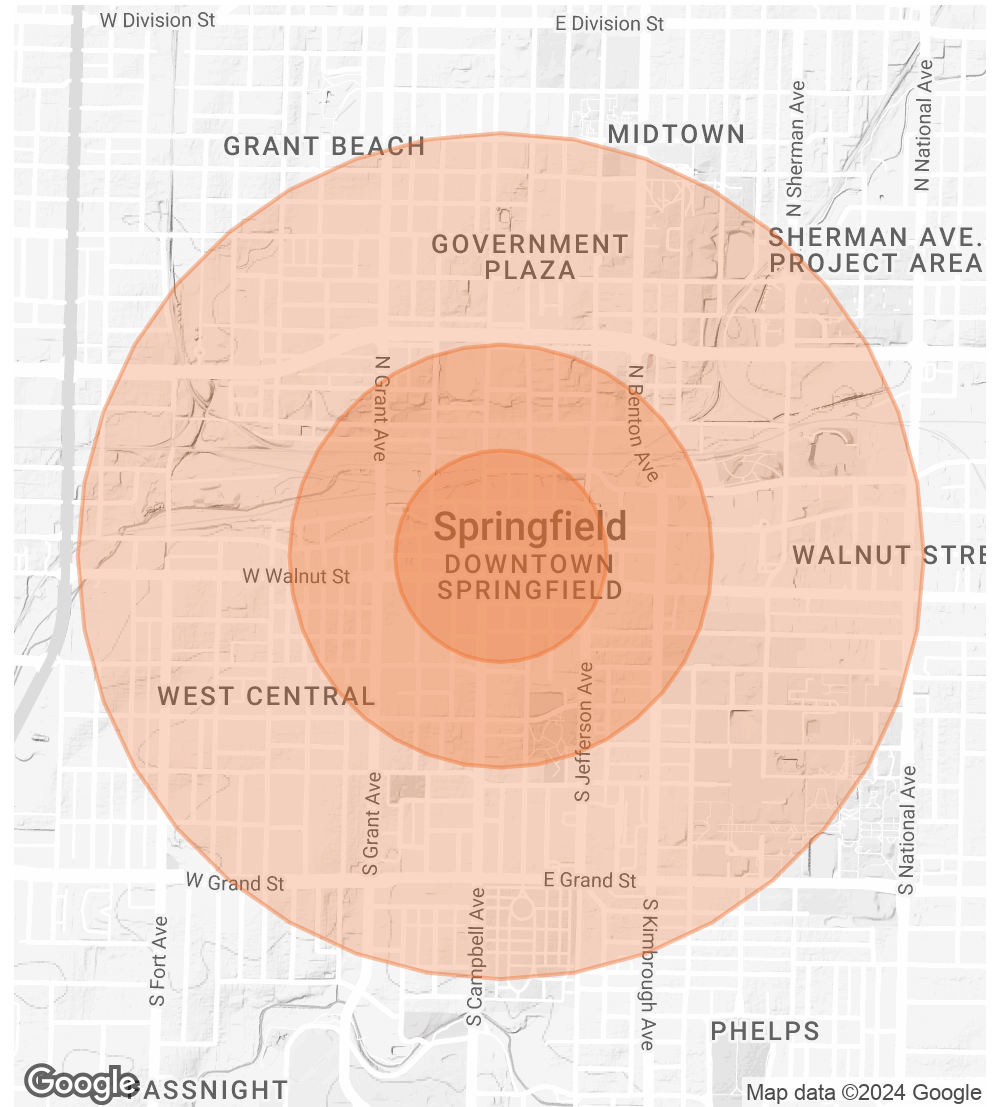 W Division St
E Division St
N National Ave
N Sherman Ave
MIDTOWN
GRANT BEACH
SHERMAN AVE.
PROJECT AREA
GOVERNMENT
PLAZA
N Grant Ave
N Benton Ave
Springfield
DOWNTOWN
SPRINGFIELD
WALNUT STRE
W Walnut St
WEST CENTRAL
S Jefferson Ave
S Grant Ave
S National Ave
W Grand St
E Grand St
S Campbell Ave
S Kimbrough Ave
S Fort Ave
PHELPS
Google
FASSNIGHT
Map data ©2024 Google